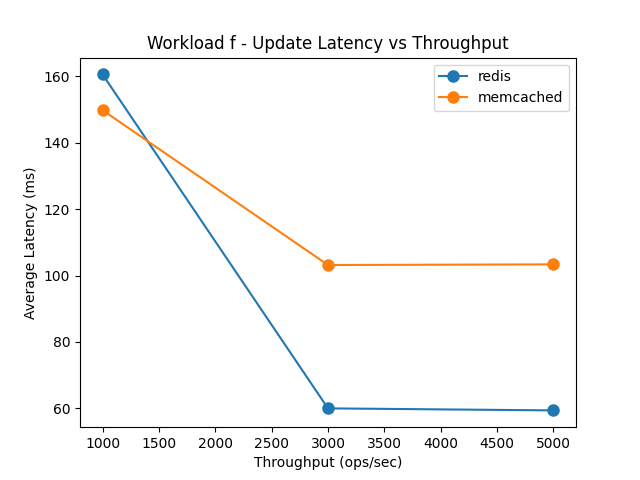 Workload f - Update Latency vs Throughput
redis
memcached
Average Latency (ms)
160
140
120
100
80
60
1000 1500 2000 2500 3000 3500 4000 4500 5000
Throughput (ops/sec)